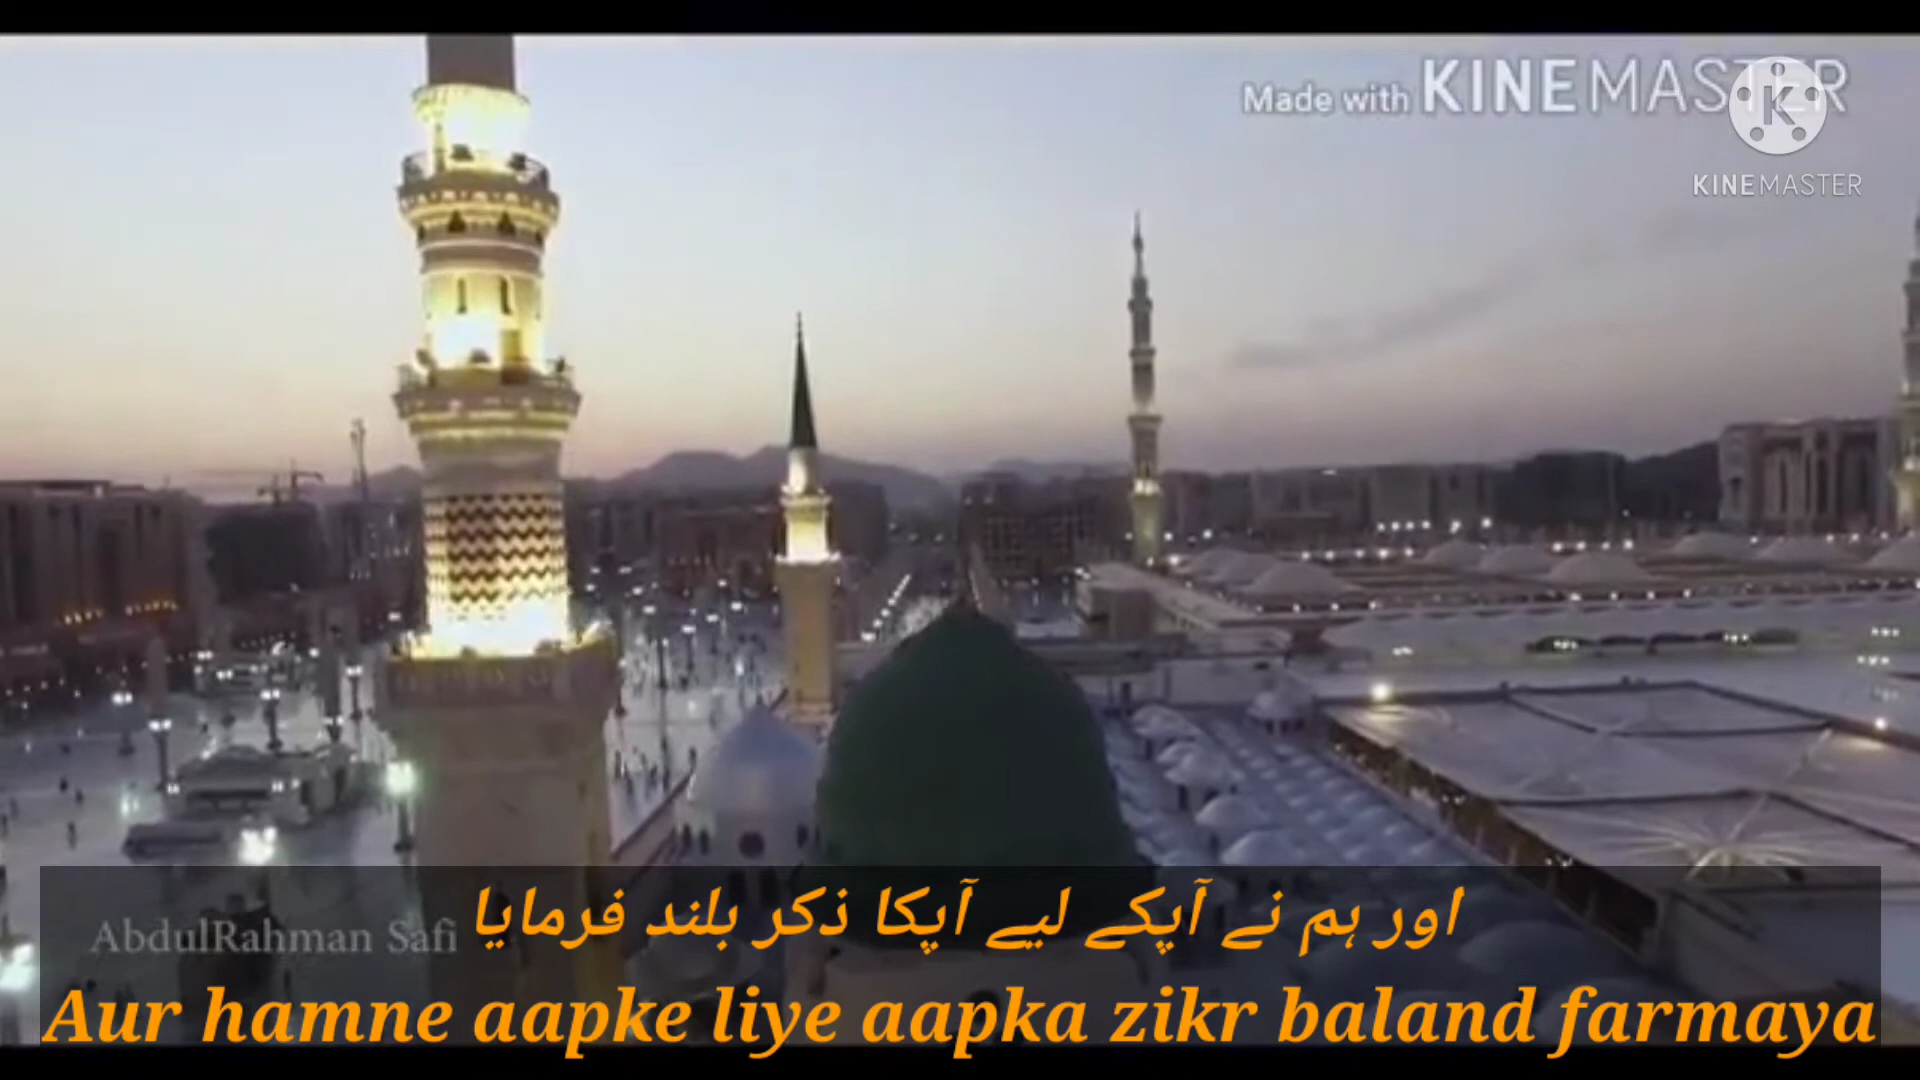 Made with KINEMASTER
K
KINEMASTER
اور ہم نے آپکے لیے آپکا ذکر بلند فرمایا
AbdulRahman Safi
Aur hamne aapke liye aapka zikr baland farmaya